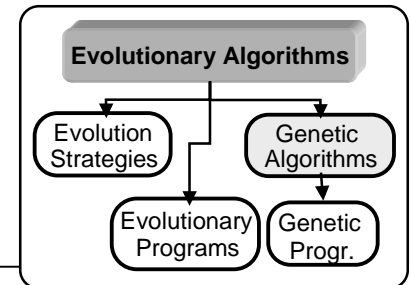 Evolutionary Algorithms
Evolution
Strategies
Genetic
Algorithms
Evolutionary
Programs
Genetic
Progr.